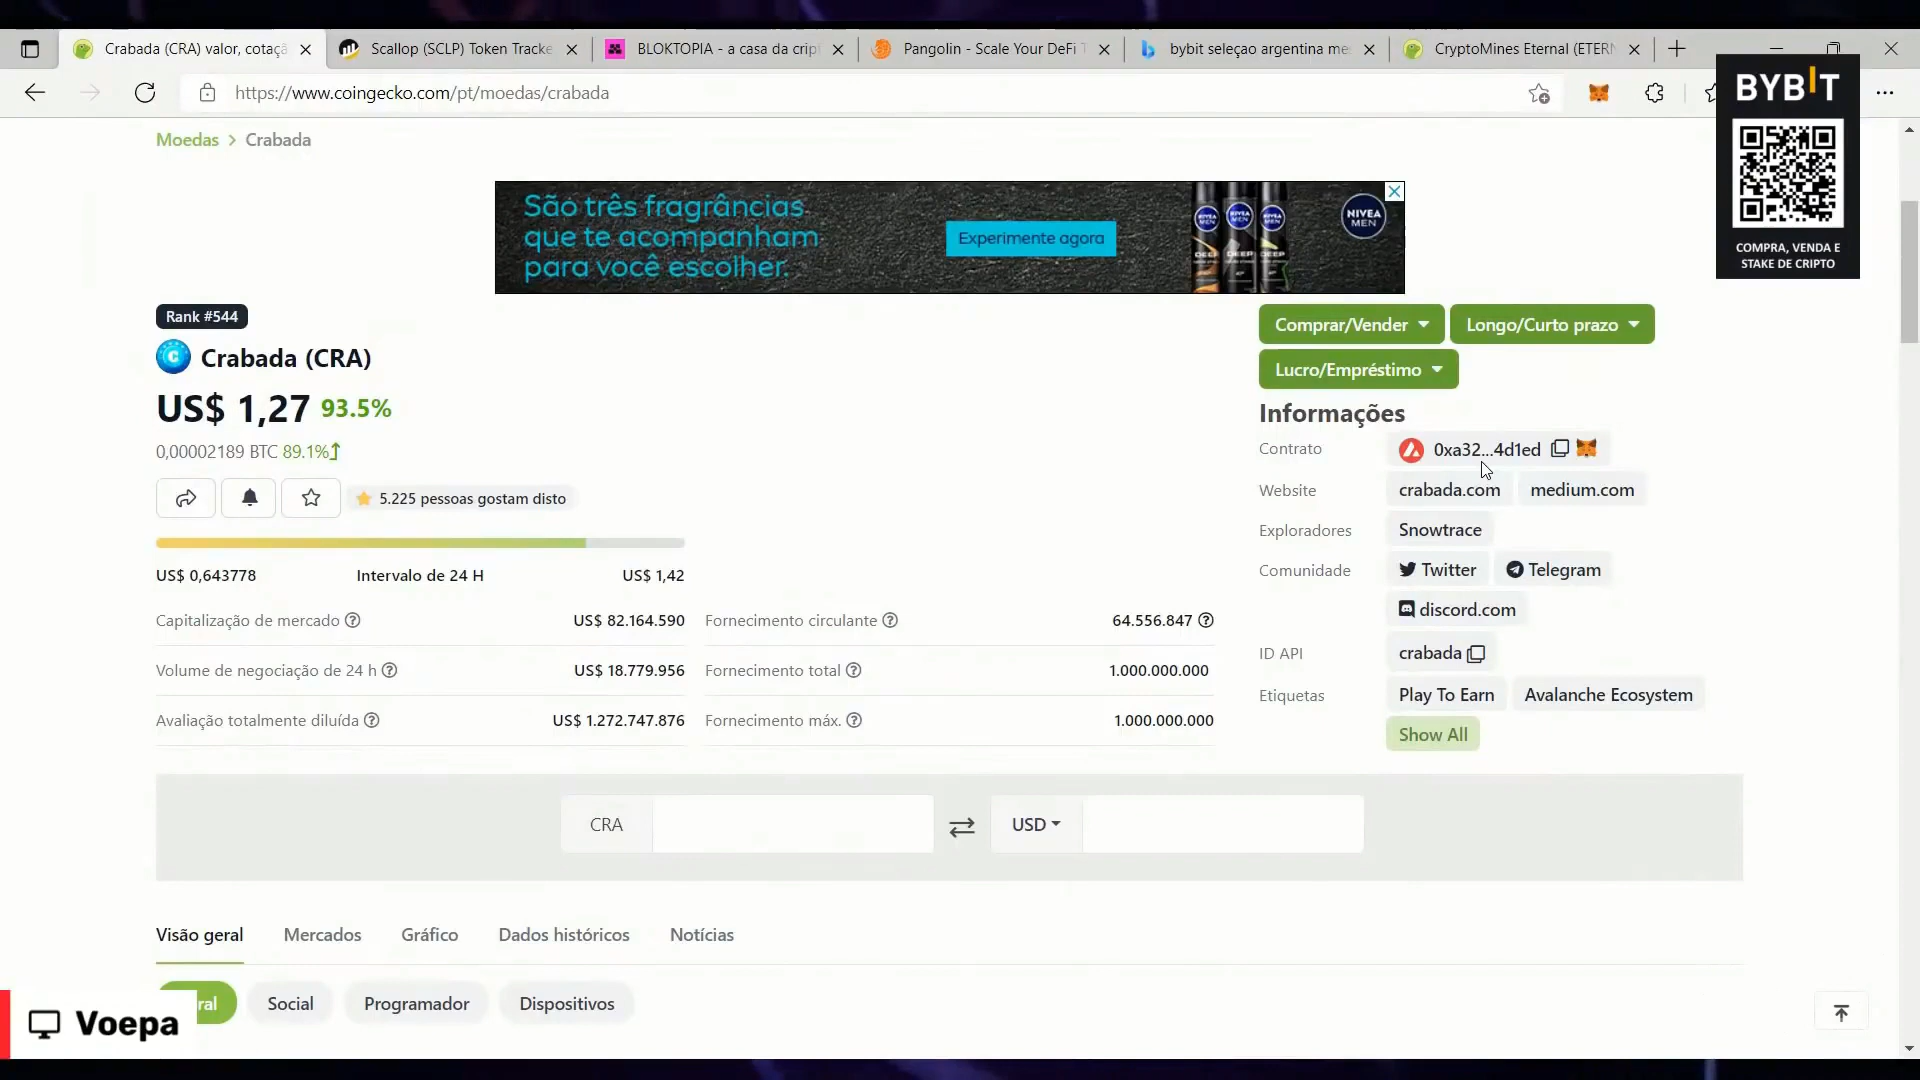 Crabada (CRA) valor, cotaç
Scallop (SCLP) Token Tracke
BLOKTOPIA - a casa da crip
Pangolin - Scale Your DeFi T
bybit seleçao argentina me
CryptoMines Eternal (ETERN
https://www.coingecko.com/pt/moedas/crabada
BYBIT
COMPRA, VENDA E
STAKE DE CRIPTO
Moedas > Crabada
São três fragrâncias
que te acompanham
para você escolher.
Experimente agora
DEEP
DEEP
DEEP
NIVEA
MEN
Rank #544
Crabada (CRA)
US$ 1,27 93.5%
0,00002189 BTC 89.1%
5.225 pessoas gostam disto
US$ 0,643778 Intervalo de 24 H US$ 1,42
Capitalização de mercado US$ 82.164.590
Volume de negociação de 24 h US$ 18.779.956
Avaliação totalmente diluída US$ 1.272.747.876
Fornecimento circulante 64.556.847
Fornecimento total 1.000.000.000
Fornecimento máx. 1.000.000.000
Comprar/Vender
Longo/Curto prazo
Lucro/Empréstimo
Informações
Contrato 0xa32...4d1ed
Website crabada.com medium.com
Exploradores Snowtrace
Comunidade Twitter Telegram
discord.com
ID API crabada
Etiquetas Play To Earn Avalanche Ecosystem
Show All
CRA
USD
Visão geral Mercados Gráfico Dados históricos Notícias
ral Social Programador Dispositivos
Voepa